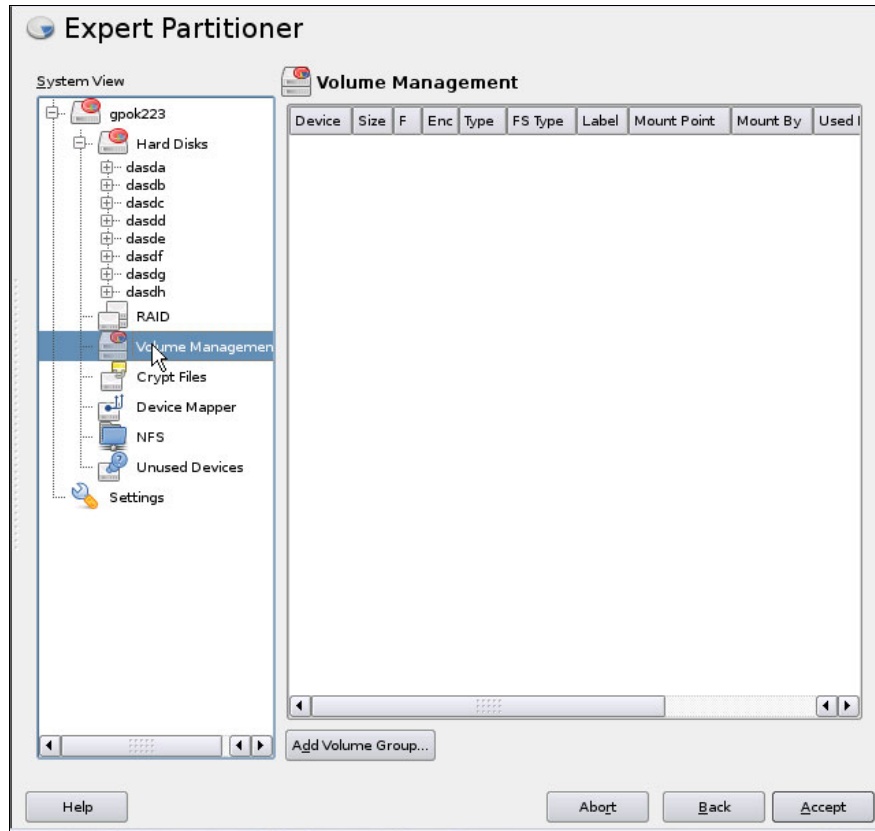 Expert Partitioner
System View
gpok223
Hard Disks
dasda
dasdb
dasdc
dasdd
dasde
dasdf
dasdg
dasdh
RAID
Volume Managemen
Crypt Files
Device Mapper
NFS
Unused Devices
Settings
Volume Management
Device Size F Enc Type FS Type Label Mount Point Mount By Used
Add Volume Group...
Help Abort Back Accept